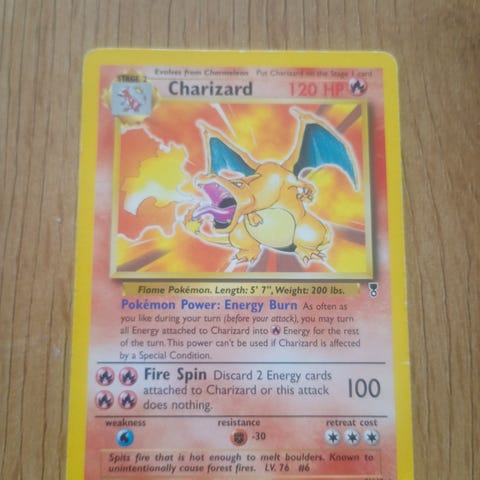 Evolves from Charmeleon Put Charizard on the Stage 1 card
STAGE 2
Charizard 120 HP
Flame Pokémon. Length: 5' 7", Weight: 200 lbs.
Pokémon Power: Energy Burn As often as
you like during your turn (before your attack), you may turn
all Energy attached to Charizard into Energy for the rest
of the turn. This power can't be used if Charizard is affected
by a Special Condition.
Fire Spin Discard 2 Energy cards
attached to Charizard or this attack
does nothing.
100
weakness resistance retreat cost
-30
Spits fire that is hot enough to melt boulders. Known to
unintentionally cause forest fires. LV. 76 #6